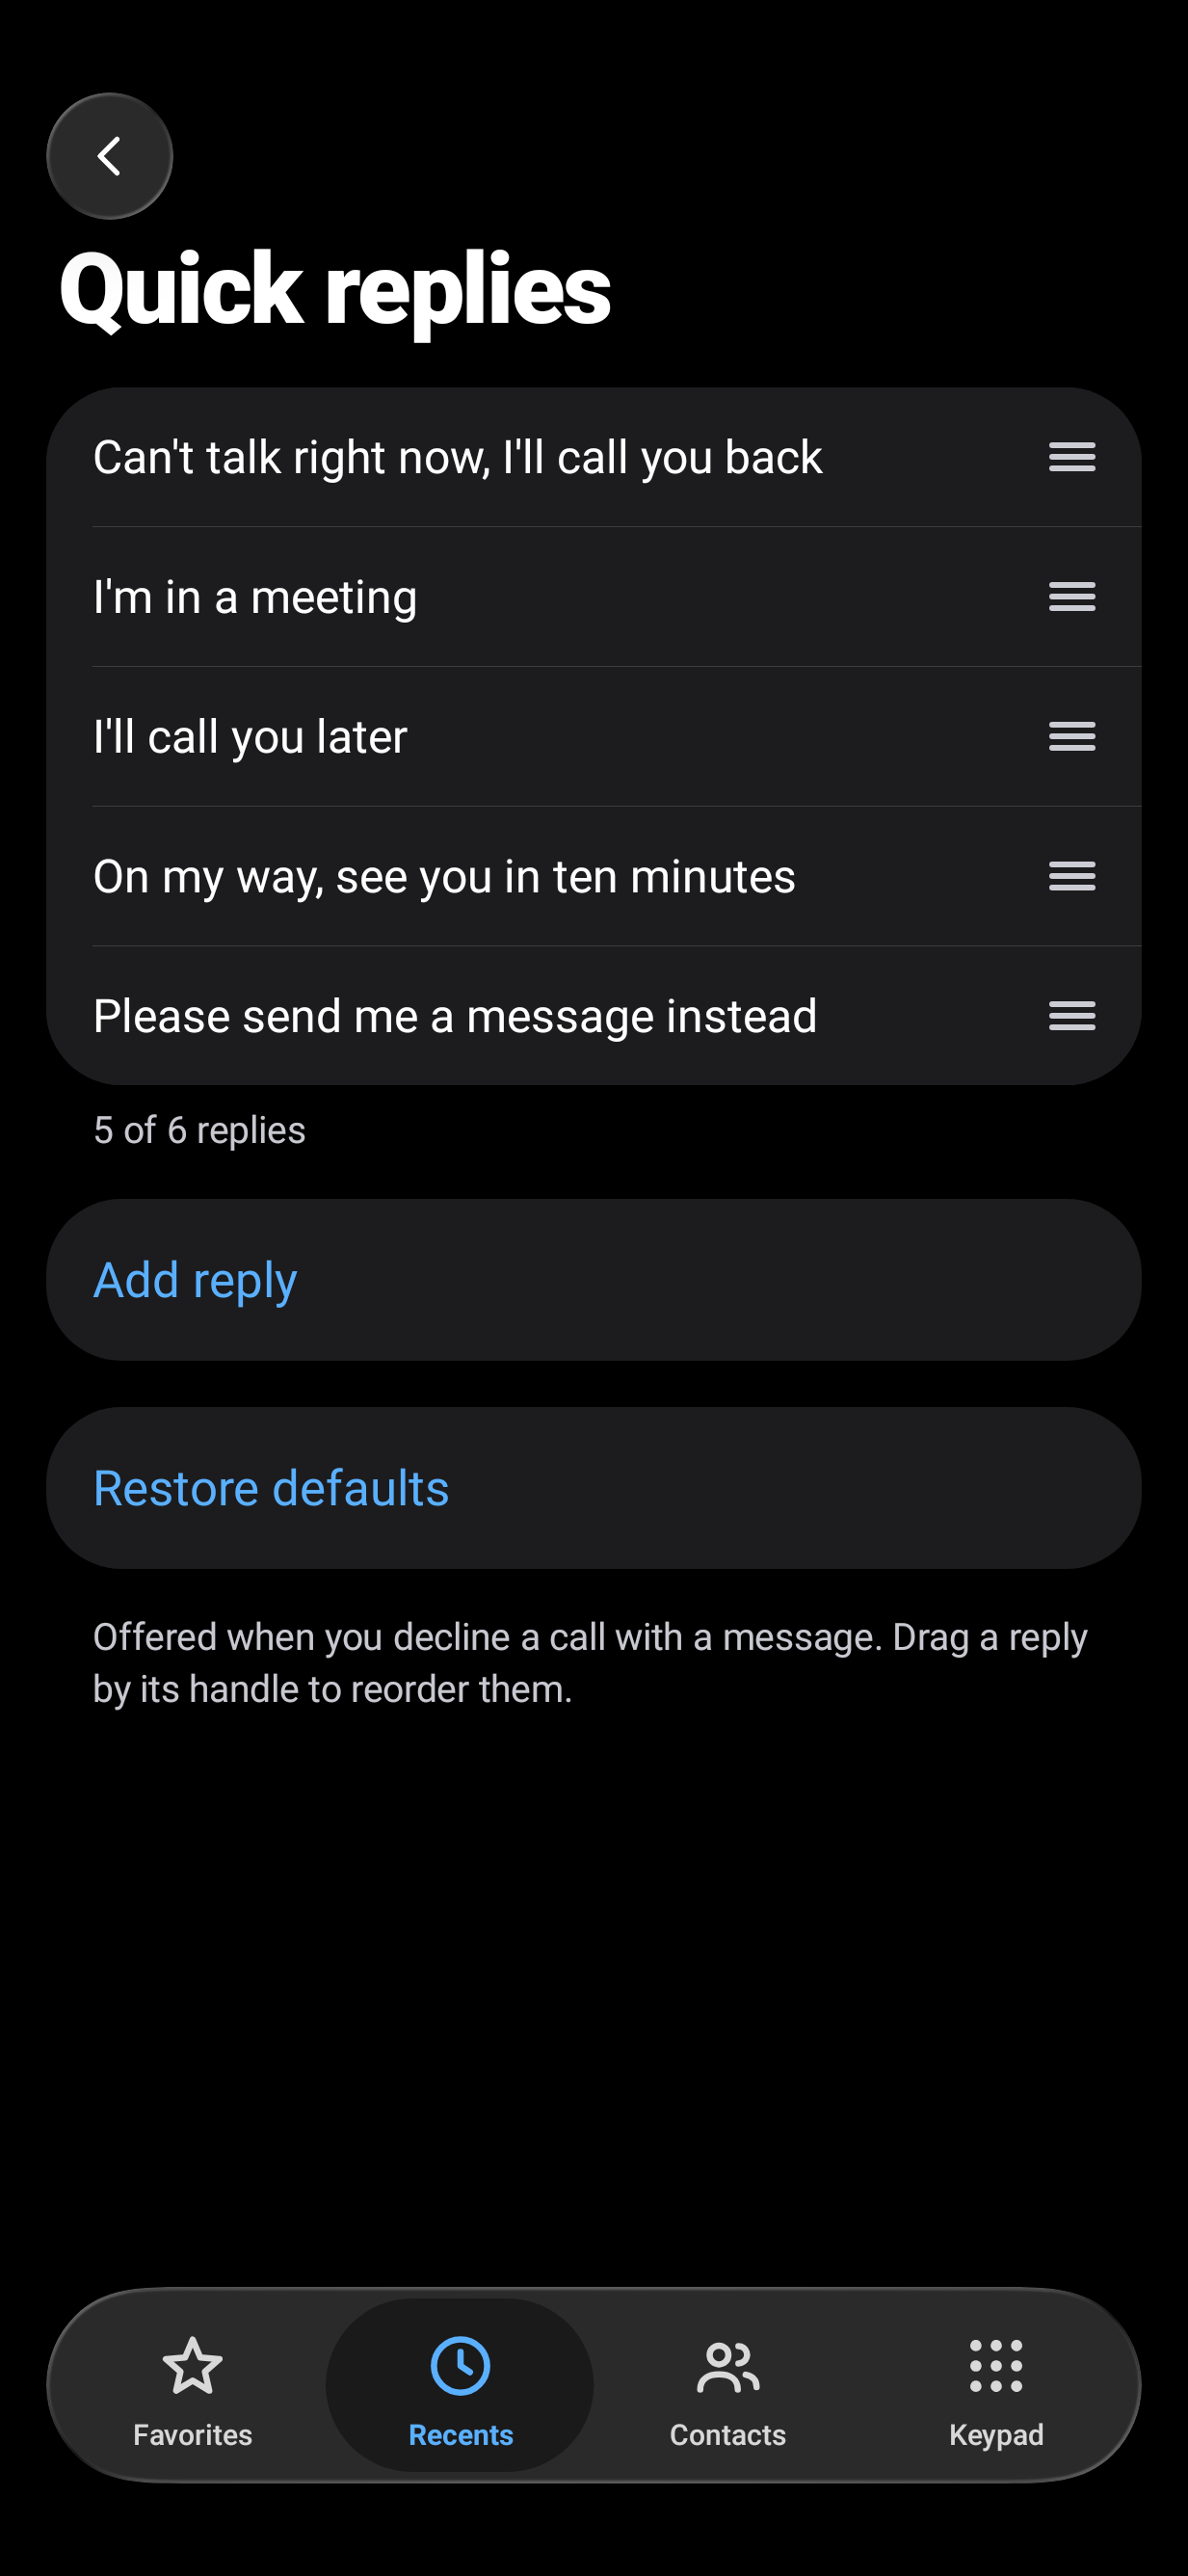 Quick replies
Can't talk right now, I'll call you back
I'm in a meeting
I'll call you later
On my way, see you in ten minutes
Please send me a message instead
5 of 6 replies
Add reply
Restore defaults
Offered when you decline a call with a message. Drag a reply
by its handle to reorder them.
Favorites
Recents
Contacts
Keypad